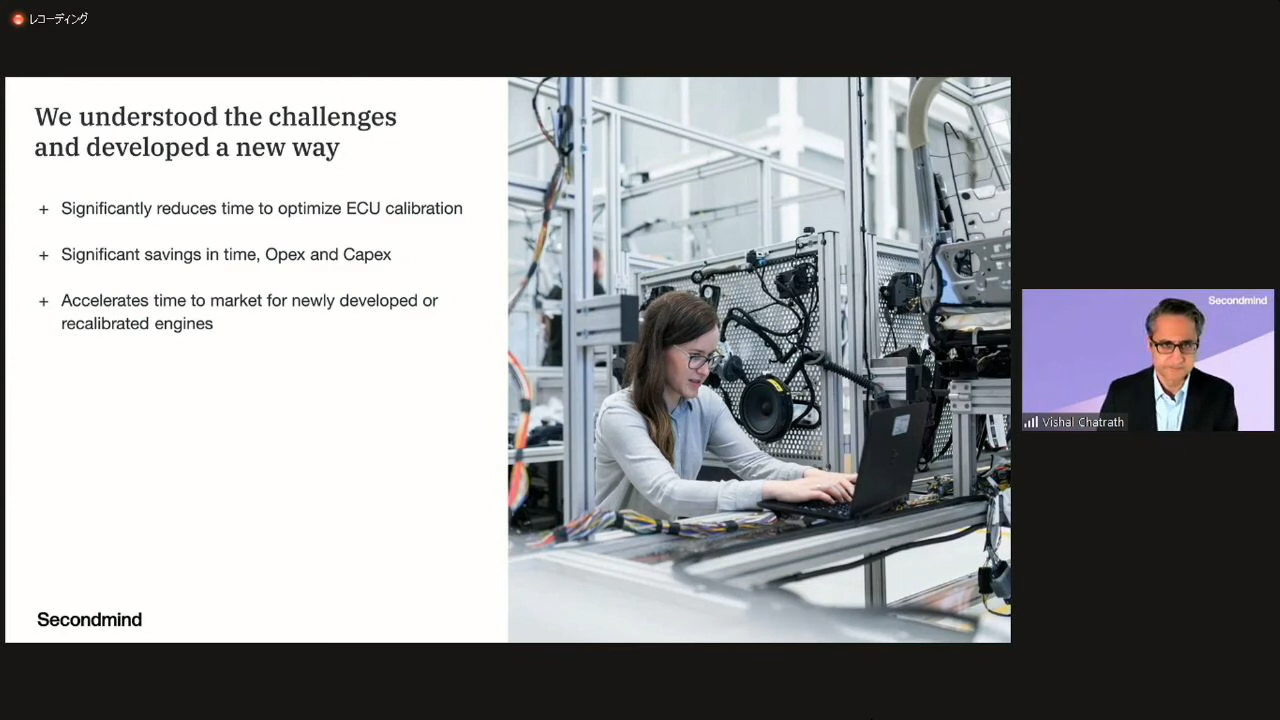 レコーディング
We understood the challenges
and developed a new way
+ Significantly reduces time to optimize ECU calibration
+ Significant savings in time, Opex and Capex
+ Accelerates time to market for newly developed or
recalibrated engines
Secondmind
Secondmind
Vishal Chatrath